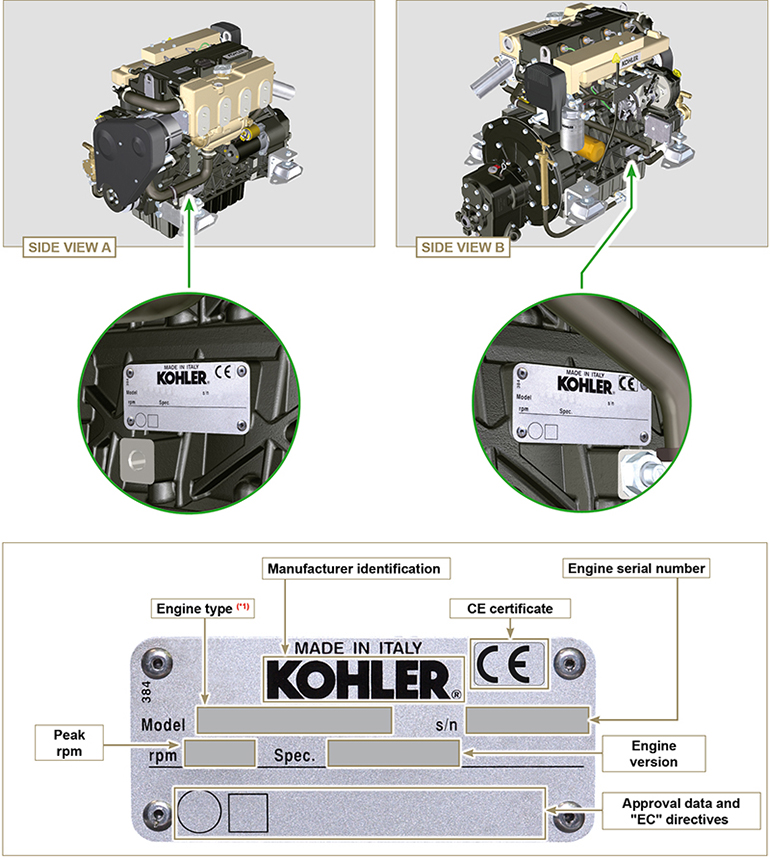 SIDE VIEW A
SIDE VIEW B
KOHLER
384
MADE IN ITALY
KOHLER®
CE
Model
s/n
rpm
Spec.
384
MADE IN ITALY
KOHLER®
CE
Model
rpm
Spec.
Manufacturer identification
Engine serial number
Engine type (*1)
CE certificate
MADE IN ITALY
KOHLER®
CE
384
Model
s/n
Peak
rpm
rpm
Spec.
Engine
version
Approval data and
"EC" directives